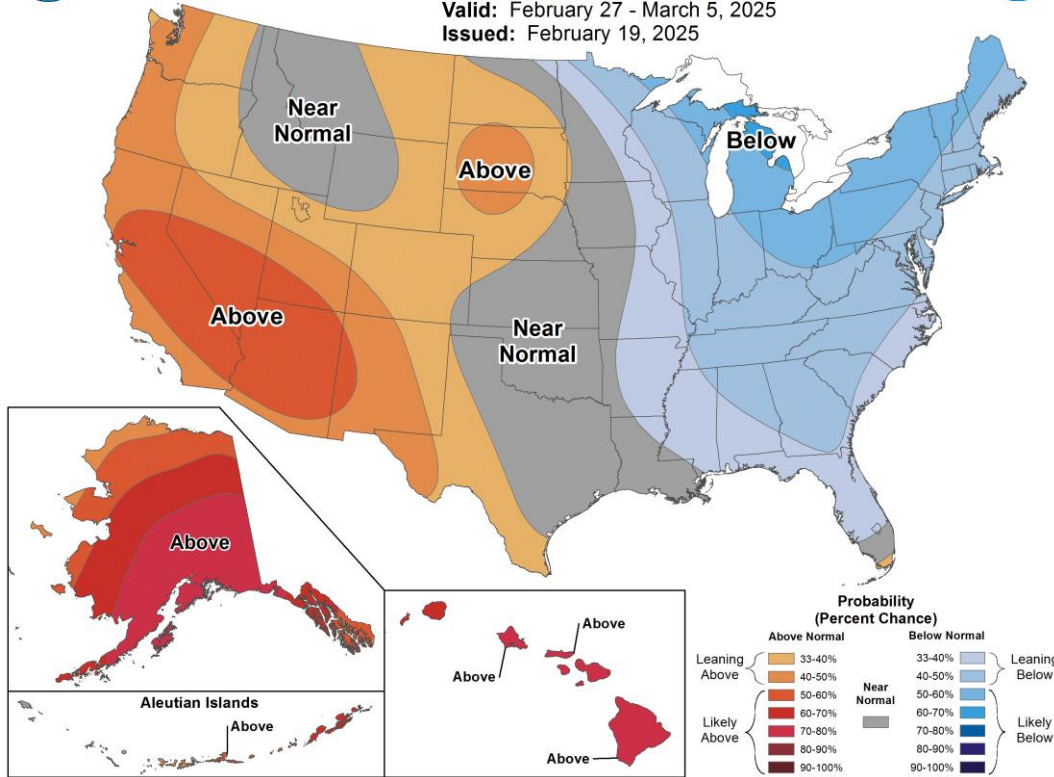 Valid: February 27 - March 5, 2025
Issued: February 19, 2025
Near
Normal
Above
Below
Above
Near
Normal
Above
Aleutian Islands
Above
Above
Above
Above
Probability
(Percent Chance)
Above Normal
Below Normal
Leaning
Above
33-40%
40-50%
Likely
Above
50-60%
60-70%
70-80%
80-90%
90-100%
Near
Normal
33-40%
40-50%
50-60%
60-70%
70-80%
80-90%
90-100%
Leaning
Below
Likely
Below